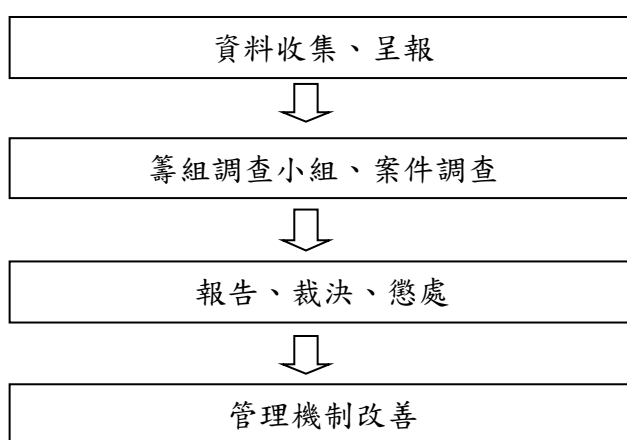 資料收集、呈報
籌組調查小組、案件調查
報告、裁決、懲處
管理機制改善